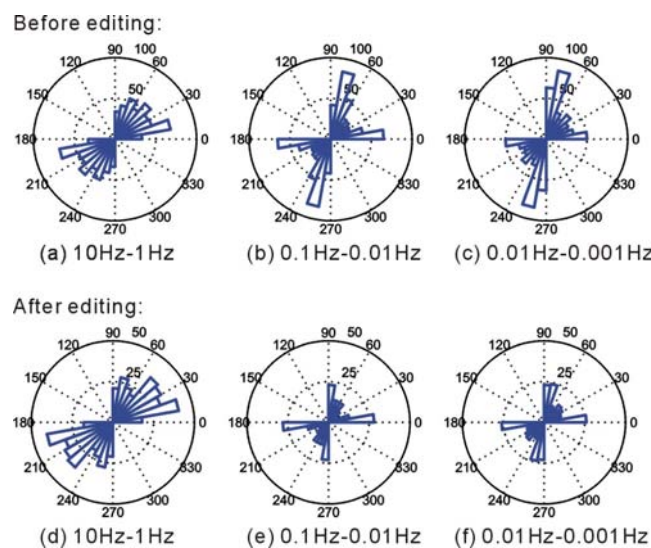 Before editing:
90 100 90 100 90 100
120 60 120 60 120 60
150 50 30 150 50 30 150 50 30
180 0 180 0 180 0
210 330 210 330 210 330
240 300 240 300 240 300
270 270 270
(a) 10Hz-1Hz (b) 0.1Hz-0.01Hz (c) 0.01Hz-0.001Hz
After editing:
90 50 90 50 90 50
120 60 120 60 120 60
150 25 30 150 25 30 150 25 30
180 0 180 0 180 0
210 330 210 330 210 330
240 300 240 300 240 300
270 270 270
(d) 10Hz-1Hz (e) 0.1Hz-0.01Hz (f) 0.01Hz-0.001Hz